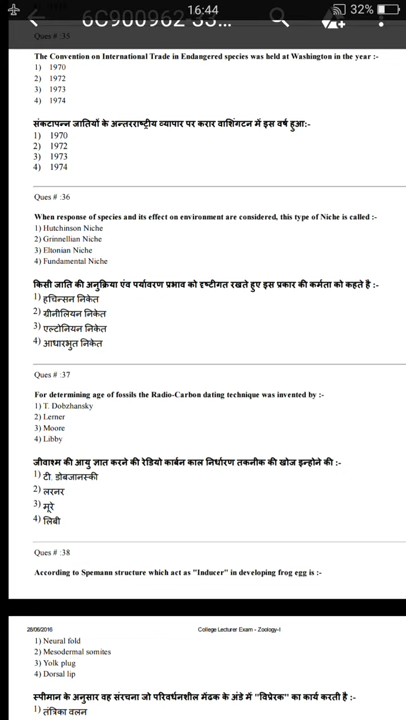 16:44
32%
6C900962-33...
Ques # :35
The Convention on International Trade in Endangered species was held at Washington in the year :-
1) 1970
2) 1972
3) 1973
4) 1974
संकटापन्न जातियों के अन्तरराष्ट्रीय व्यापार पर करार वाशिंगटन में इस वर्ष हुआ:-
1) 1970
2) 1972
3) 1973
4) 1974
Ques # :36
When response of species and its effect on environment are considered, this type of Niche is called :-
1) Hutchinson Niche
2) Grinnellian Niche
3) Eltonian Niche
4) Fundamental Niche
किसी जाति की अनुक्रिया एंव पर्यावरण प्रभाव को दृष्टीगत रखते हुए इस प्रकार की कर्मता को कहते है :-
1) हचिन्सन निकेत
2) ग्रीनीलियन निकेत
3) एल्टोनियन निकेत
4) आधारभुत निकेत
Ques # :37
For determining age of fossils the Radio-Carbon dating technique was invented by :-
1) T. Dobzhansky
2) Lerner
3) Moore
4) Libby
जीवाश्म की आयु ज्ञात करने की रेडियो कार्बन काल निर्धारण तकनीक की खोज इन्होने की :-
1) टी. डोबजानस्की
2) लरनर
3) मूरे
4) लिबी
Ques # :38
According to Spemann structure which act as "Inducer" in developing frog egg is :-
28/06/2016 College Lecturer Exam - Zoology-I
1) Neural fold
2) Mesodermal somites
3) Yolk plug
4) Dorsal lip
स्पीमान के अनुसार वह संरचना जो परिवर्धनशील मेंढक के अंडे में "विप्रेरक" का कार्य करती है :-
1) तंत्रिका वलन